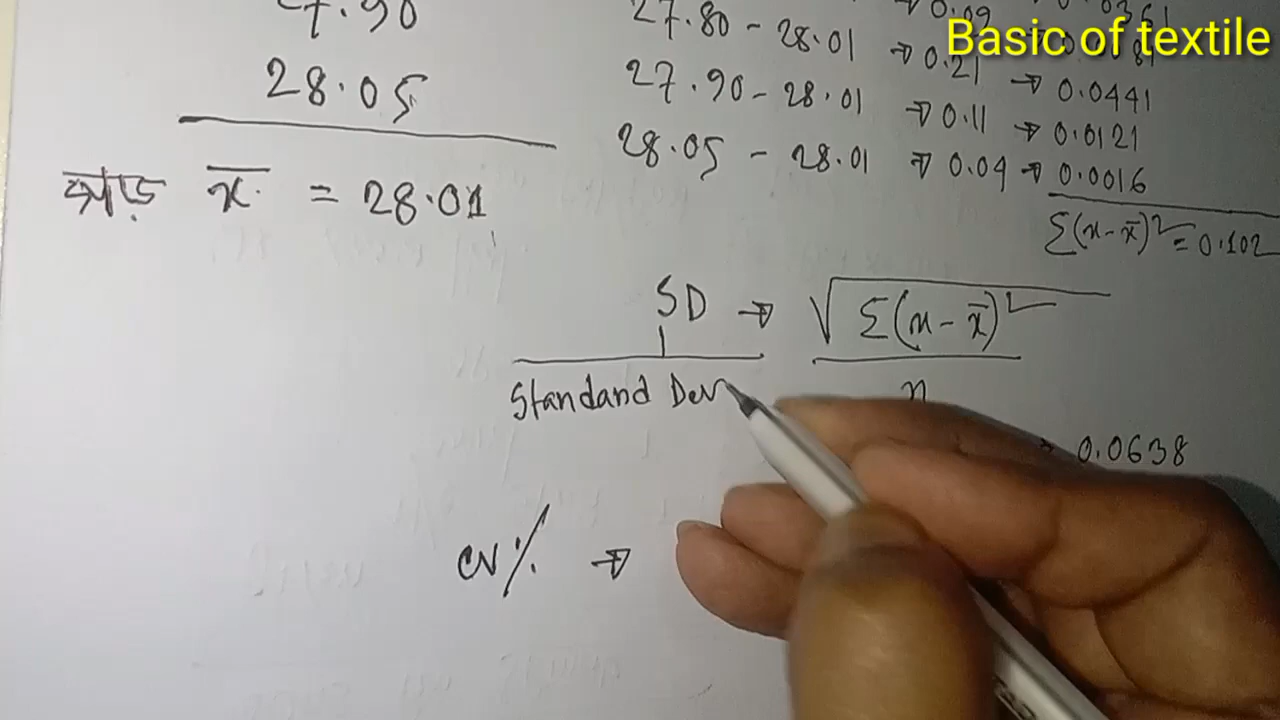 Basic of textile
28.05
গড় x̄ = 28.01
27.80 - 28.01 → 0.21 → 0.0441
27.90 - 28.01 → 0.11 → 0.0121
28.05 - 28.01 → 0.04 → 0.0016
Σ(x-x̄)² = 0.102
SD → √Σ(x-x̄)²
n
Standand Dev
0.0638
CV% →